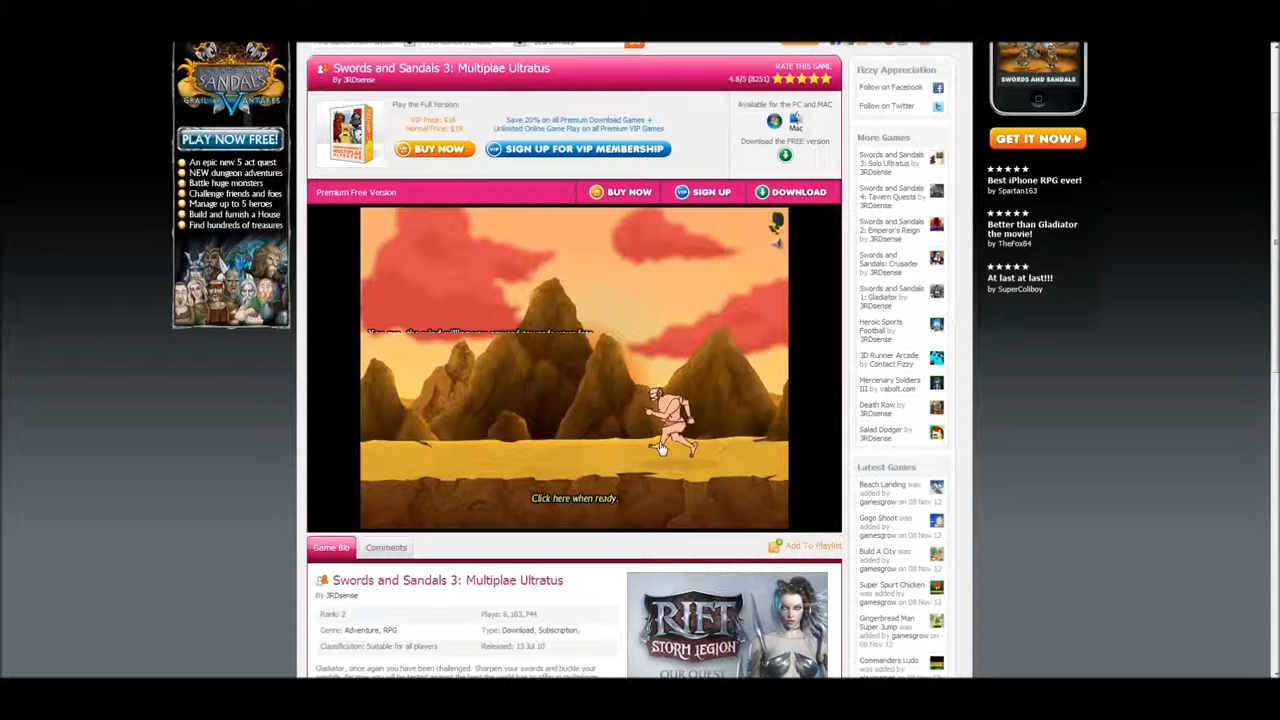 SWORDS AND
SANDALS
GRAIL OF ANTARES
PLAY NOW FREE!
An epic new 5 act quest
NEW dungeon adventures
Battle huge monsters
Challenge friends and foes
Manage up to 5 heroes
Build and furnish a House
Find hundreds of treasures
Swords and Sandals 3: Multiplae Ultratus
By 3RDsense
RATE THIS GAME
4.8/5 (8251)
Play the Full Version:
VIP Price: $16
Normal Price: $19
BUY NOW
Save 20% on all Premium Download Games +
Unlimited Online Game Play on all Premium VIP Games
VIP SIGN UP FOR VIP MEMBERSHIP
Available for the PC and MAC
Mac
Download the FREE version
Premium Free Version
BUY NOW
VIP SIGN UP
DOWNLOAD
Click here when ready.
Game Bio
Comments
Add To Playlist
Swords and Sandals 3: Multiplae Ultratus
By 3RDsense
Rank: 2
Plays: 6,163,744
Genre: Adventure, RPG
Type: Download, Subscription,
Classification: Suitable for all players
Released: 13 Jul 10
Gladiator, once again you have been challenged. Sharpen your swords and buckle your
RIFT
STORM LEGION
OUR QUEST
Fizzy Appreciation
Follow on Facebook
Follow on Twitter
More Games
Swords and Sandals
3: Solo Ultratus by
3RDsense
Swords and Sandals
4: Tavern Quests by
3RDsense
Swords and Sandals
2: Emperor's Reign
by 3RDsense
Swords and
Sandals: Crusader
by 3RDsense
Swords and Sandals
1: Gladiator by
3RDsense
Heroic Sports
Football by
3RDsense
3D Runner Arcade
by Contact Fizzy
Mercenary Soldiers
III by vabolt.com
Death Row by
3RDsense
Salad Dodger by
3RDsense
Latest Games
Beach Landing was
added by
gamesgrow on 08 Nov 12
Gogo Shoot was
added by
gamesgrow on 08 Nov 12
Build A City was
added by
gamesgrow on 08 Nov 12
Super Spurt Chicken
was added by
gamesgrow on 08 Nov 12
Gingerbread Man
Super Jump was
added by gamesgrow on
08 Nov 12
Commanders Ludo
was added by
SWORDS AND SANDALS
GET IT NOW
Best iPhone RPG ever!
by Spartan163
Better than Gladiator
the movie!
by TheFox84
At last at last!!!
by SuperColiboy